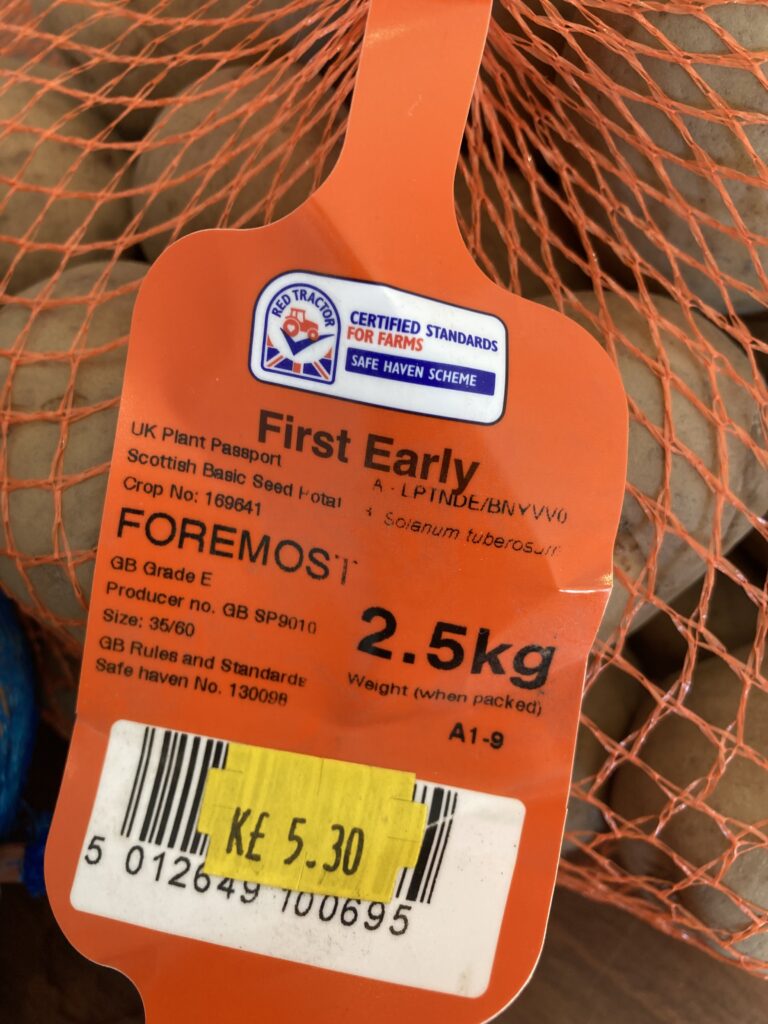 RED TRACTOR
CERTIFIED STANDARDS
FOR FARMS
SAFE HAVEN SCHEME
First Early
UK Plant Passport
Scottish Basic Seed Potat
A - LPTNDE/BNYVV0
Crop No: 169641
Solanum tuberosum
FOREMOST
GB Grade E
Producer no. GB SP9010
Size: 35/60
2.5kg
GB Rules and Standards
Weight (when packed)
Safe haven No. 130098
A1-9
K£ 5.30
5 012649 100695